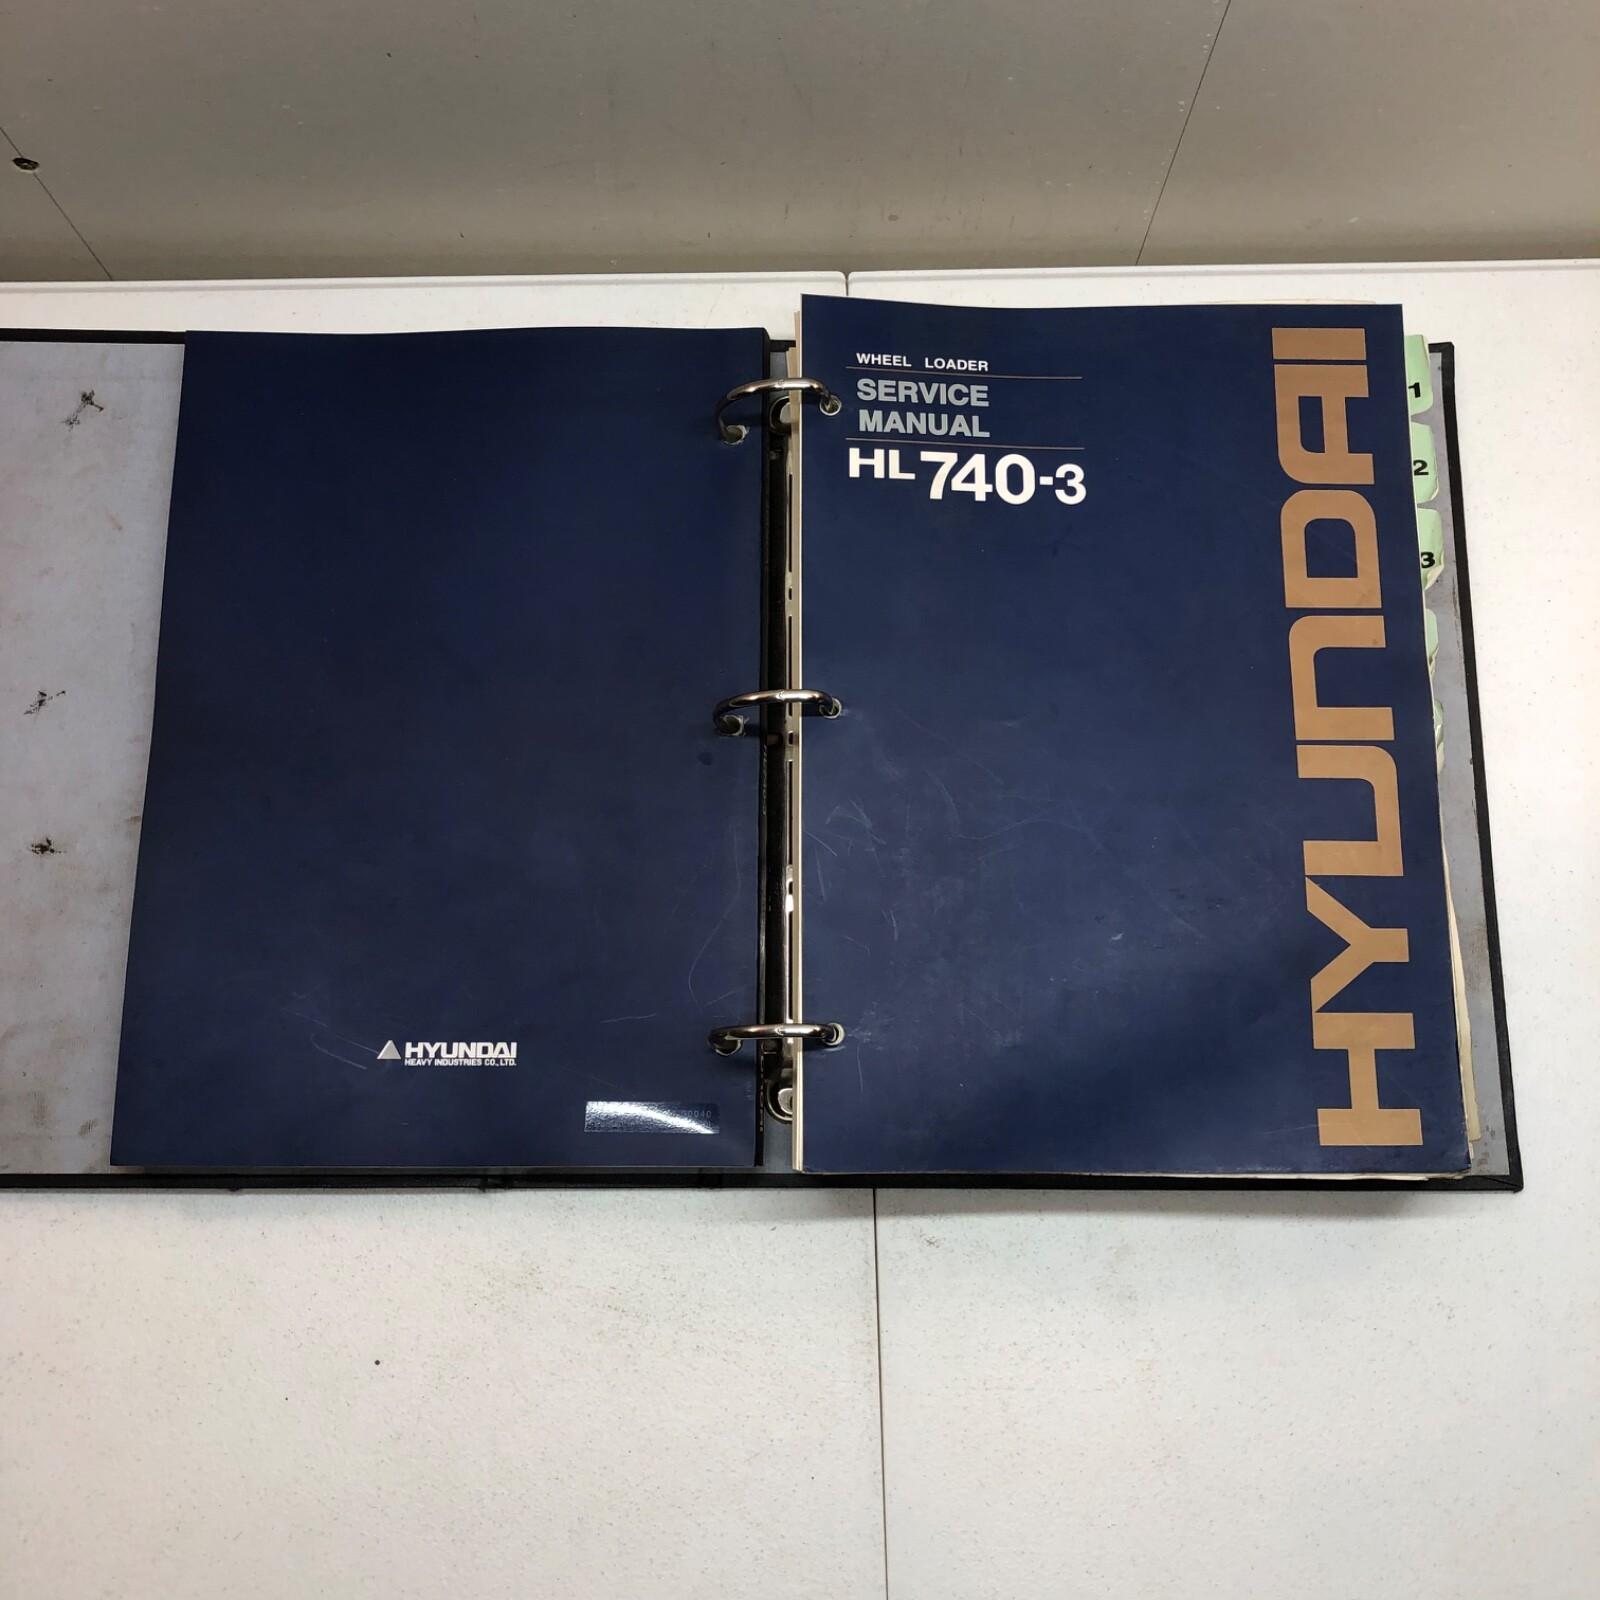 HYUNDAI
HEAVY INDUSTRIES CO., LTD.
WHEEL LOADER
SERVICE
MANUAL
HL 740-3
HYUNDAI
1
2
3